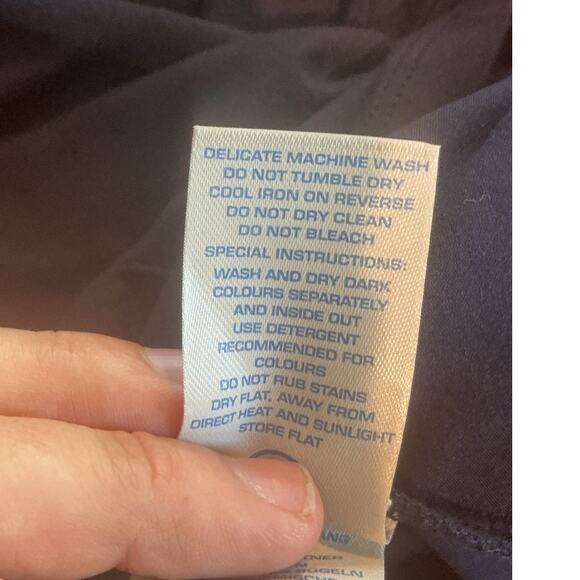 DELICATE MACHINE WASH
DO NOT TUMBLE DRY
COOL IRON ON REVERSE
DO NOT DRY CLEAN
DO NOT BLEACH
SPECIAL INSTRUCTIONS:
WASH AND DRY DARK
COLOURS SEPARATELY
AND INSIDE OUT
USE DETERGENT
RECOMMENDED FOR
COLOURS
DO NOT RUB STAINS
DRY FLAT, AWAY FROM
DIRECT HEAT AND SUNLIGHT
STORE FLAT